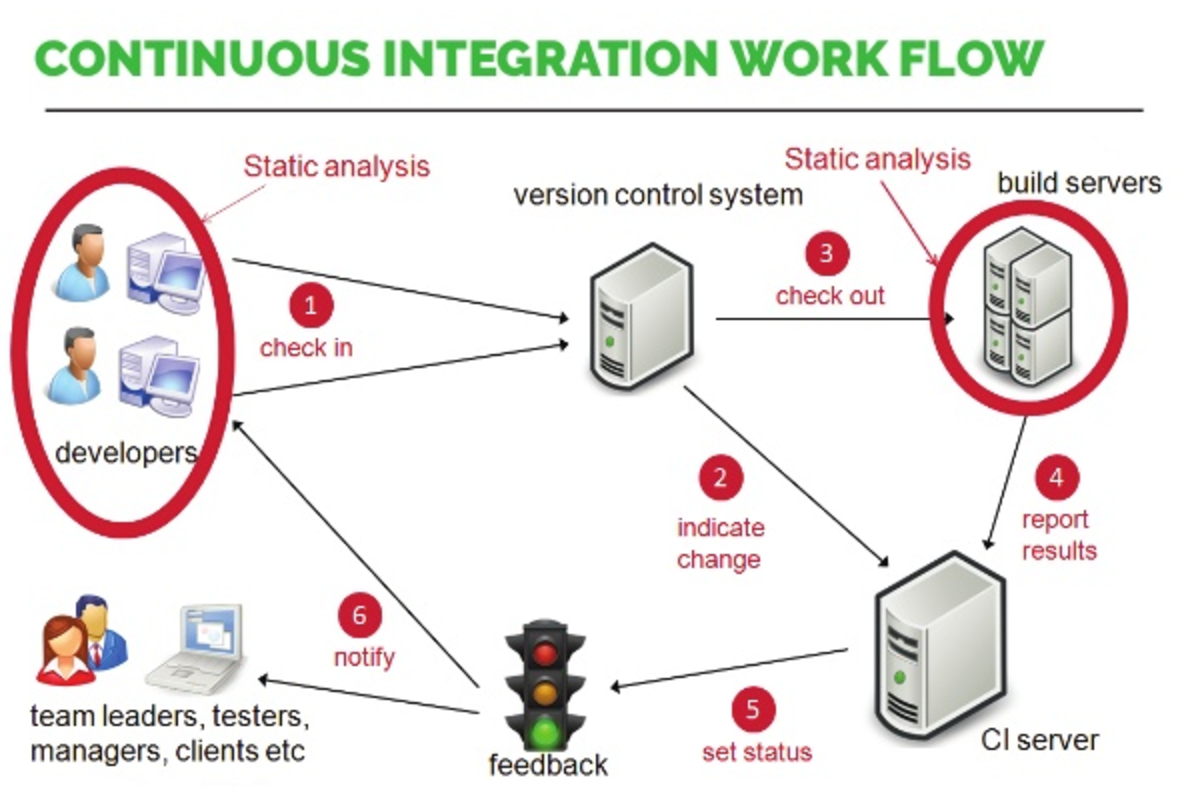 CONTINUOUS INTEGRATION WORK FLOW
Static analysis
Static analysis
version control system
build servers
1
check in
3
check out
developers
2
indicate
change
4
report
results
6
notify
5
set status
team leaders, testers,
managers, clients etc
feedback
CI server